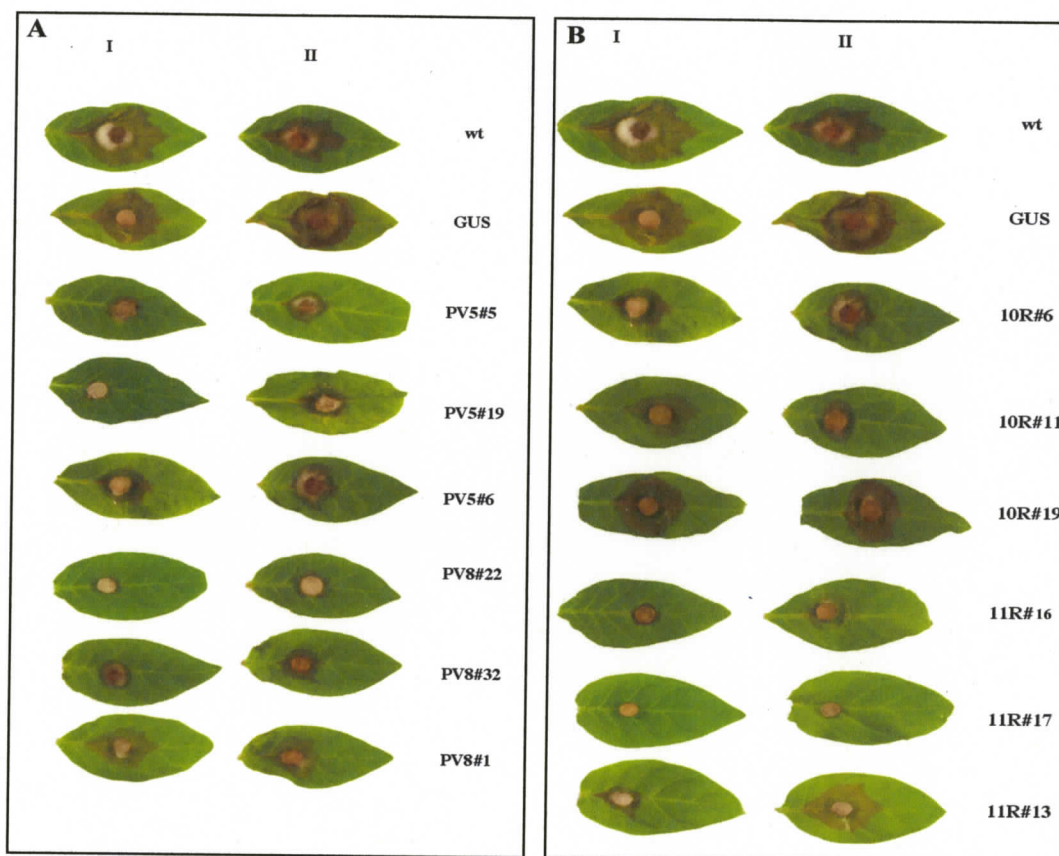 A
I II
wt
GUS
PV5#5
PV5#19
PV5#6
PV8#22
PV8#32
PV8#1
B
I II
wt
GUS
10R#6
10R#11
10R#19
11R#16
11R#17
11R#13